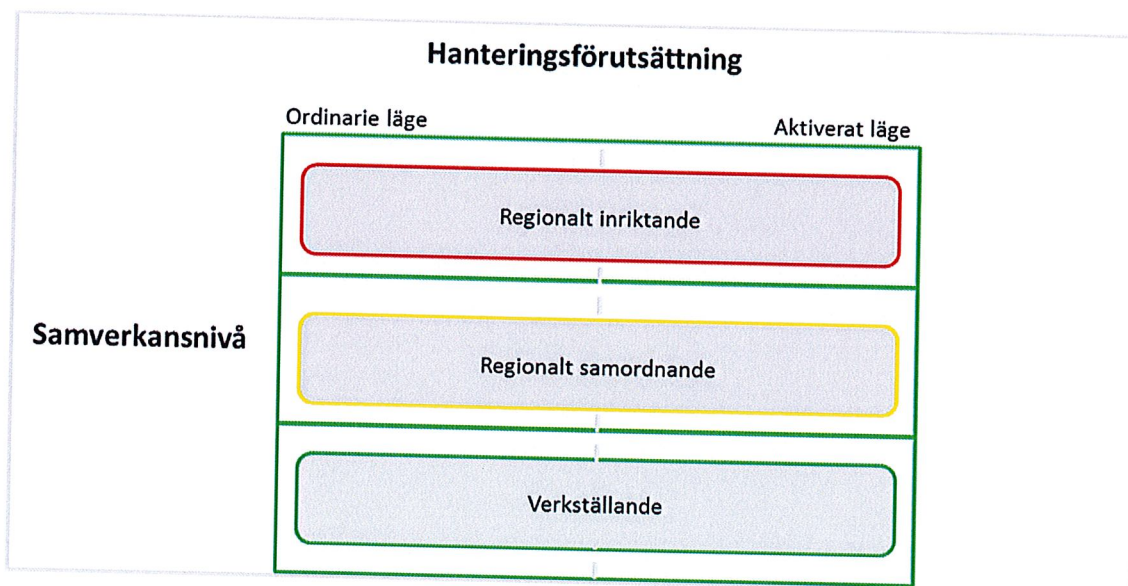 Hanteringsförutsättning
Ordinarie läge
Aktiverat läge
Regionalt inriktande
Samverkansnivå
Regionalt samordnande
Verkställande